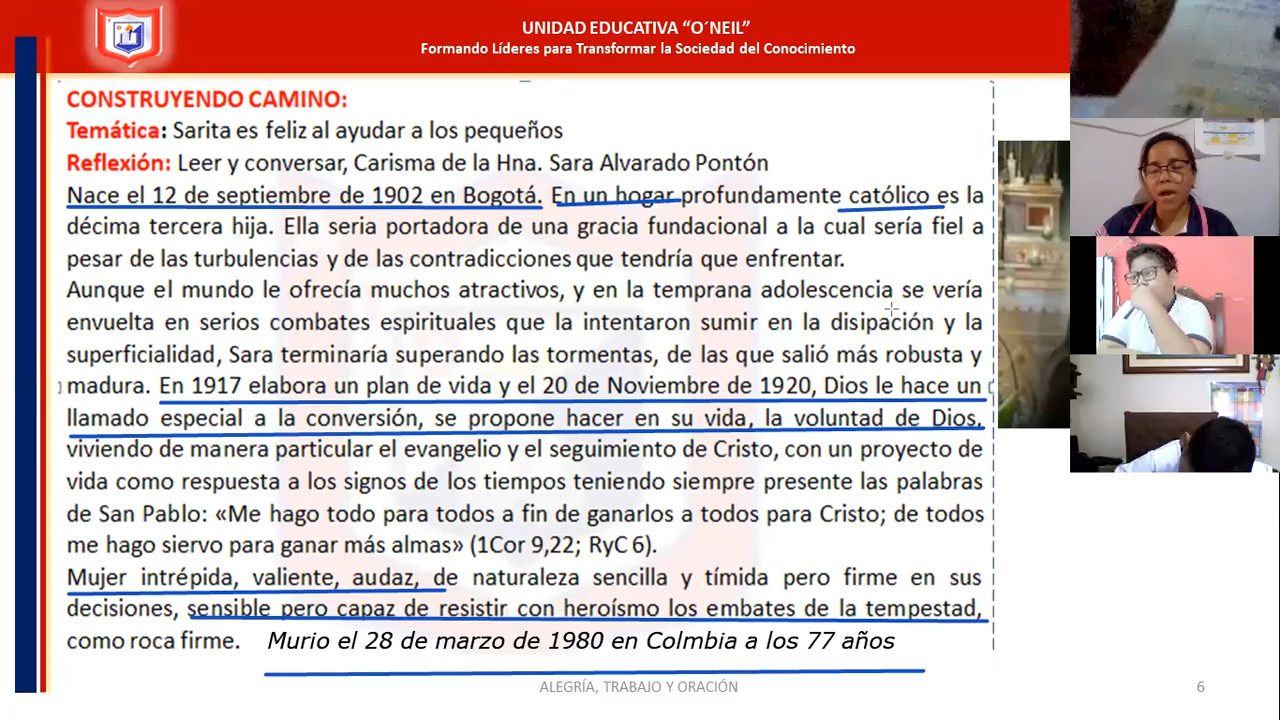 UNIDAD EDUCATIVA “O´NEIL”
Formando Líderes para Transformar la Sociedad del Conocimiento
CONSTRUYENDO CAMINO:
Temática: Sarita es feliz al ayudar a los pequeños
Reflexión: Leer y conversar, Carisma de la Hna. Sara Alvarado Pontón
Nace el 12 de septiembre de 1902 en Bogotá. En un hogar profundamente católico es la
décima tercera hija. Ella seria portadora de una gracia fundacional a la cual sería fiel a
pesar de las turbulencias y de las contradicciones que tendría que enfrentar.
Aunque el mundo le ofrecía muchos atractivos, y en la temprana adolescencia se vería
envuelta en serios combates espirituales que la intentaron sumir en la disipación y la
superficialidad, Sara terminaría superando las tormentas, de las que salió más robusta y
madura. En 1917 elabora un plan de vida y el 20 de Noviembre de 1920, Dios le hace un
llamado especial a la conversión, se propone hacer en su vida, la voluntad de Dios,
viviendo de manera particular el evangelio y el seguimiento de Cristo, con un proyecto de
vida como respuesta a los signos de los tiempos teniendo siempre presente las palabras
de San Pablo: «Me hago todo para todos a fin de ganarlos a todos para Cristo; de todos
me hago siervo para ganar más almas» (1Cor 9,22; RyC 6).
Mujer intrépida, valiente, audaz, de naturaleza sencilla y tímida pero firme en sus
decisiones, sensible pero capaz de resistir con heroísmo los embates de la tempestad,
como roca firme. Murio el 28 de marzo de 1980 en Colmbia a los 77 años
ALEGRÍA, TRABAJO Y ORACIÓN 6